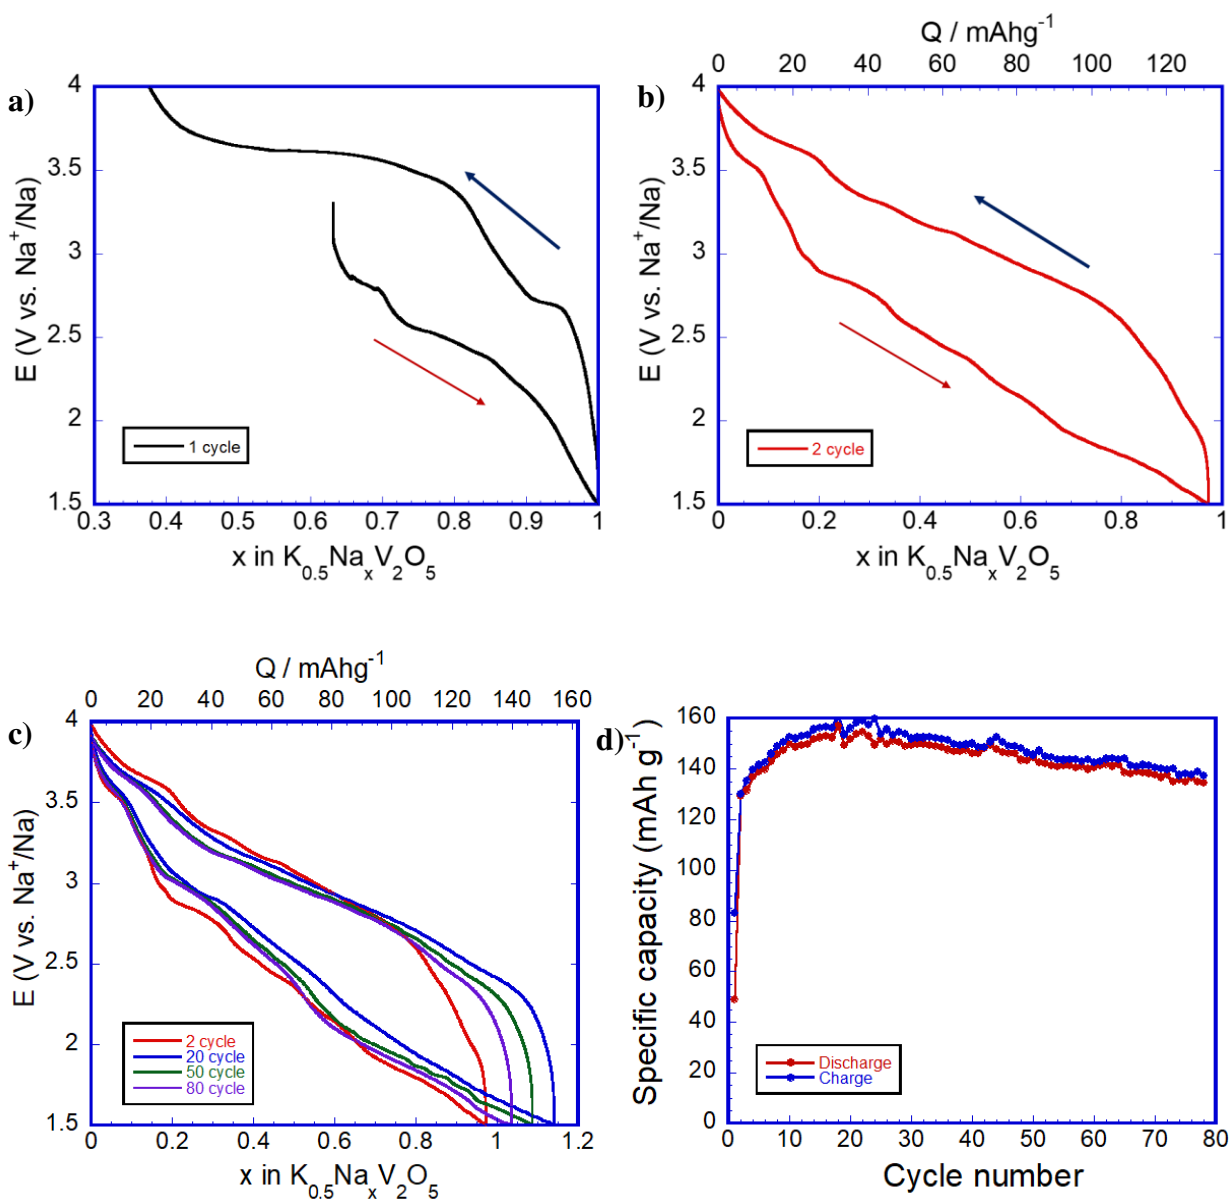 a)
E (V vs. Na⁺/Na)
4
3.5
3
2.5
2
1.5
1 cycle
0.3 0.4 0.5 0.6 0.7 0.8 0.9 1
x in K₀.₅NaₓV₂O₅
b)
Q / mAhg⁻¹
0 20 40 60 80 100 120
E (V vs. Na⁺/Na)
4
3.5
3
2.5
2
1.5
2 cycle
0 0.2 0.4 0.6 0.8 1
x in K₀.₅NaₓV₂O₅
c)
Q / mAhg⁻¹
0 20 40 60 80 100 120 140 160
E (V vs. Na⁺/Na)
4
3.5
3
2.5
2
1.5
2 cycle
20 cycle
50 cycle
80 cycle
0 0.2 0.4 0.6 0.8 1 1.2
x in K₀.₅NaₓV₂O₅
d)
Specific capacity (mAh g⁻¹)
160
140
120
100
80
60
40
20
0
Discharge
Charge
0 10 20 30 40 50 60 70 80
Cycle number